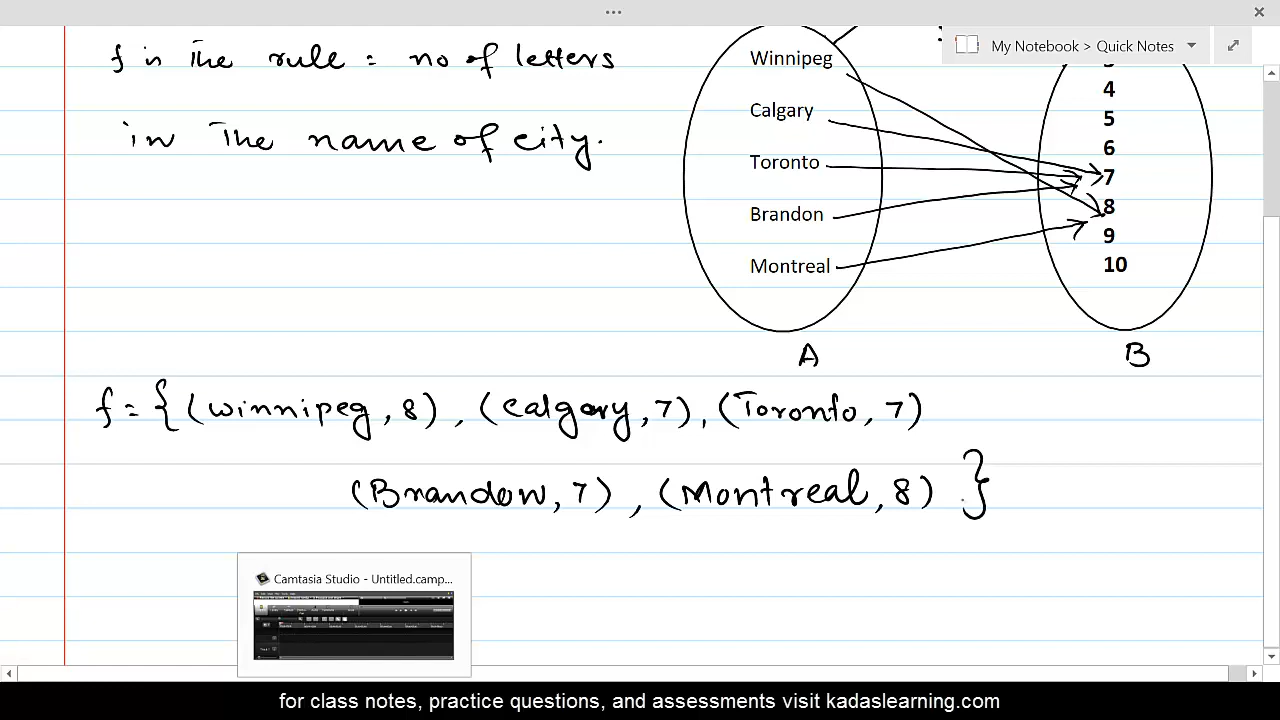 My Notebook > Quick Notes
f is the rule = no of letters
in the name of city.
Winnipeg
Calgary
Toronto
Brandon
Montreal
A
4
5
6
7
8
9
10
B
f = { (Winnipeg, 8) , (Calgary, 7), (Toronto, 7)
(Brandon, 7) , (Montreal, 8) }
Camtasia Studio - Untitled.camp...
for class notes, practice questions, and assessments visit kadaslearning.com